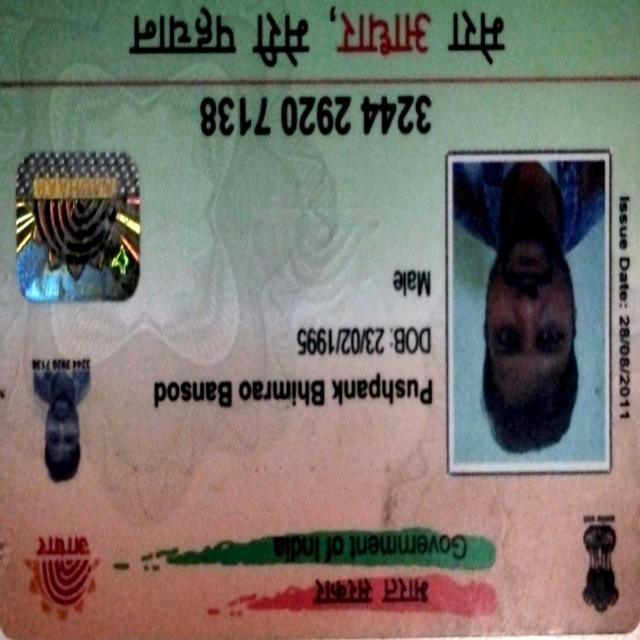 भारत सरकार
Government of India
आधार
Pushpank Bhimrao Bansod
DOB: 23/02/1995
Male
Issue Date: 28/08/2011
3244 2920 7138
AADHAAR
3244 2920 7138
मेरा आधार, मेरी पहचान